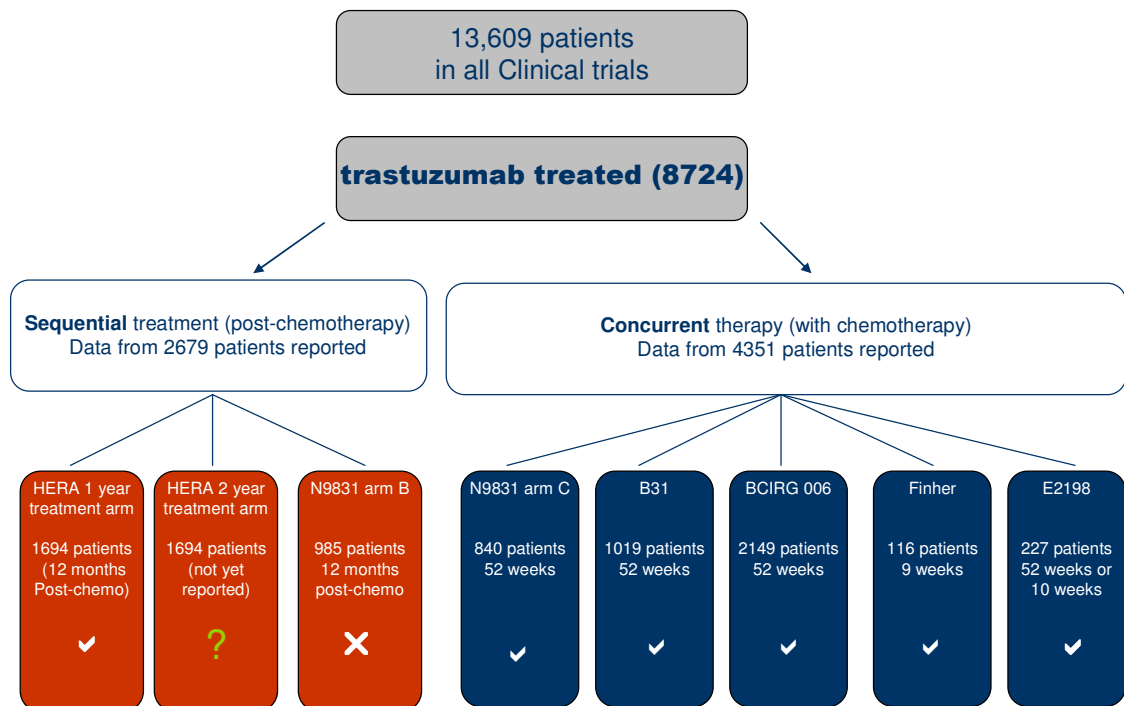 13,609 patients
in all Clinical trials
trastuzumab treated (8724)
Sequential treatment (post-chemotherapy)
Data from 2679 patients reported
Concurrent therapy (with chemotherapy)
Data from 4351 patients reported
HERA 1 year
treatment arm
1694 patients
(12 months
Post-chemo)
HERA 2 year
treatment arm
1694 patients
(not yet
reported)
?
N9831 arm B
985 patients
12 months
post-chemo
N9831 arm C
840 patients
52 weeks
B31
1019 patients
52 weeks
BCIRG 006
2149 patients
52 weeks
Finher
116 patients
9 weeks
E2198
227 patients
52 weeks or
10 weeks